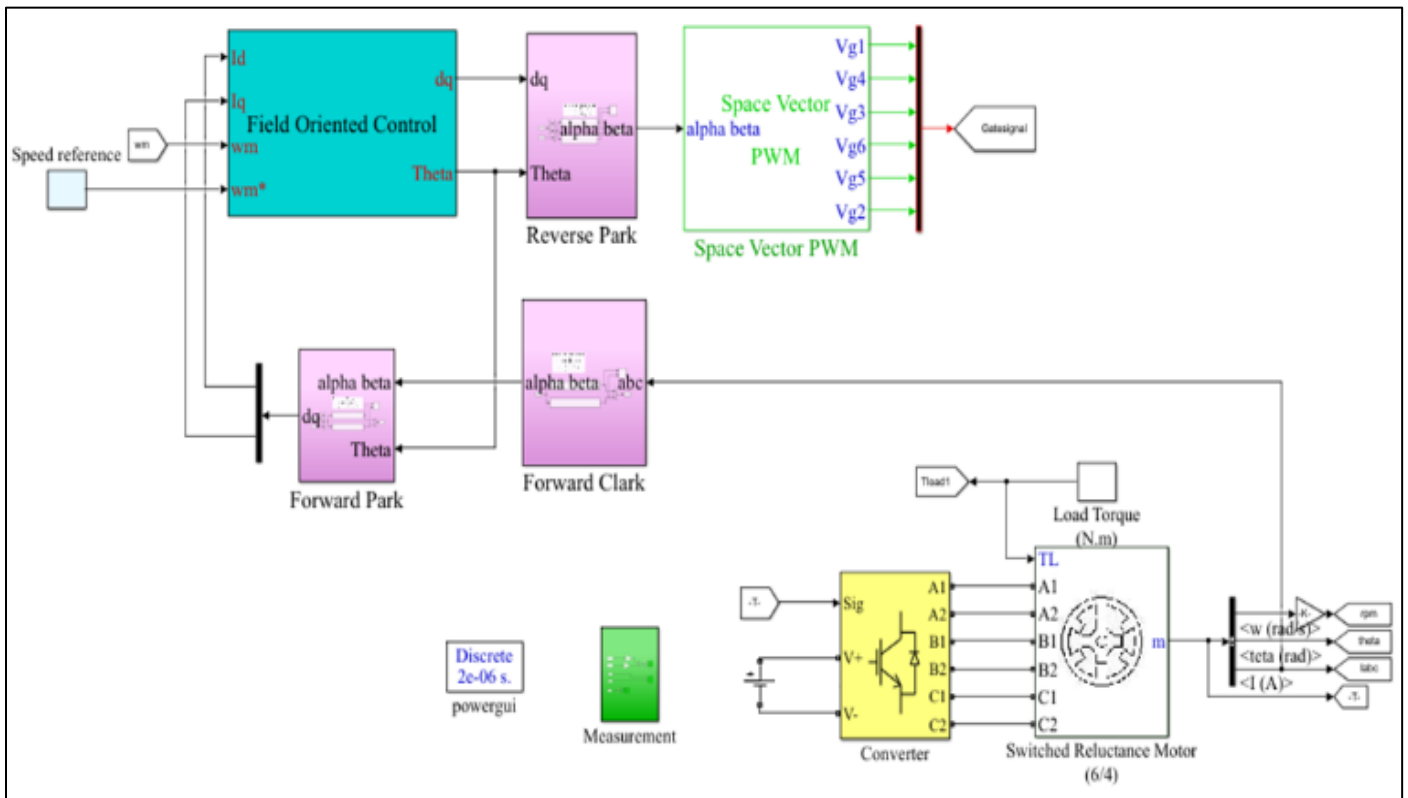 Id
Iq
wm
wm*
Field Oriented Control
dq
Theta
wm
Speed reference
dq
alpha beta
Theta
Reverse Park
alpha beta
Space Vector
PWM
Vg1
Vg4
Vg3
Vg6
Vg5
Vg2
Space Vector PWM
Gatesignal
alpha beta
dq
Theta
Forward Park
alpha beta
abc
Forward Clark
Tload1
Load Torque
(N.m)
-T-
Sig
V+
V-
A1
A2
B1
B2
C1
C2
Converter
TL
A1
A2
B1
B2
C1
C2
m
Switched Reluctance Motor
(6/4)
<w (rad/s)>
<teta (rad)>
<I (A)>
-K-
rpm
theta
Iabc
-T-
Discrete
2e-06 s.
powergui
Measurement